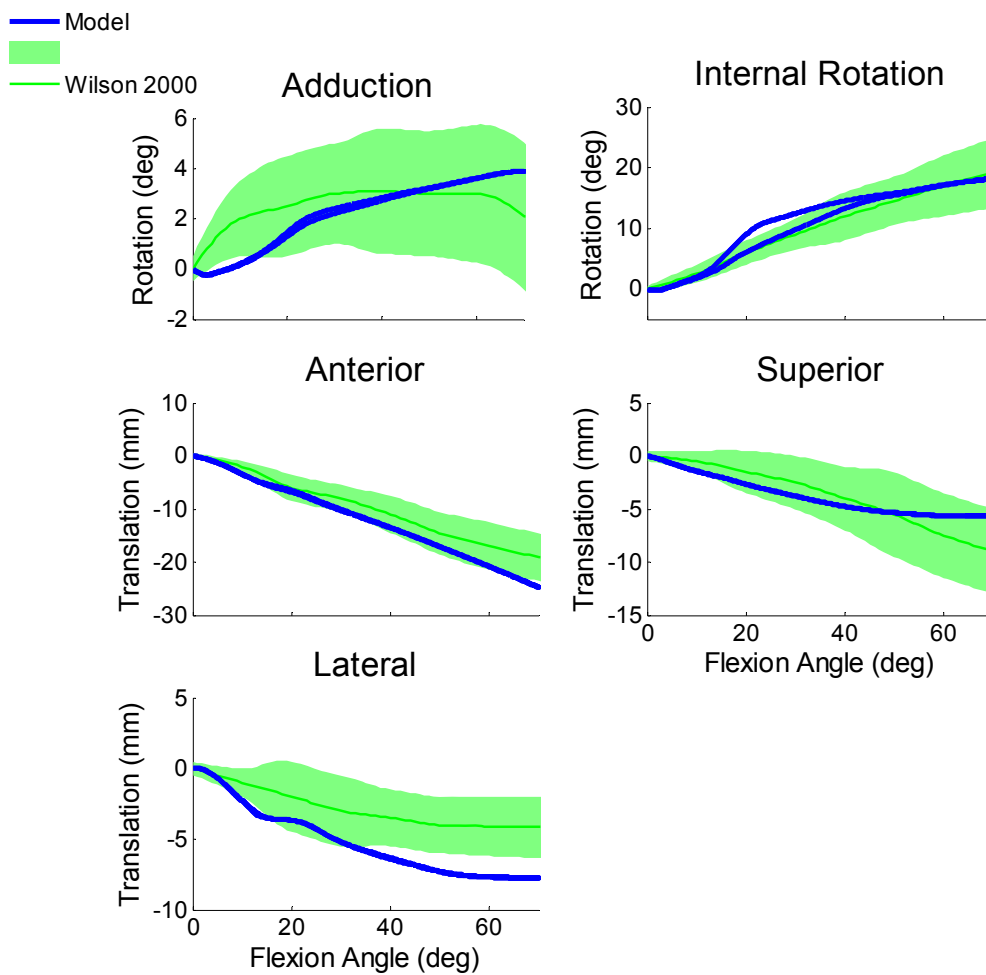 Model
Wilson 2000
Adduction
Rotation (deg)
6
4
2
0
-2
Internal Rotation
Rotation (deg)
30
20
10
0
Anterior
Translation (mm)
10
0
-10
-20
-30
Superior
Translation (mm)
5
0
-5
-10
-15
0 20 40 60
Flexion Angle (deg)
Lateral
Translation (mm)
5
0
-5
-10
0 20 40 60
Flexion Angle (deg)